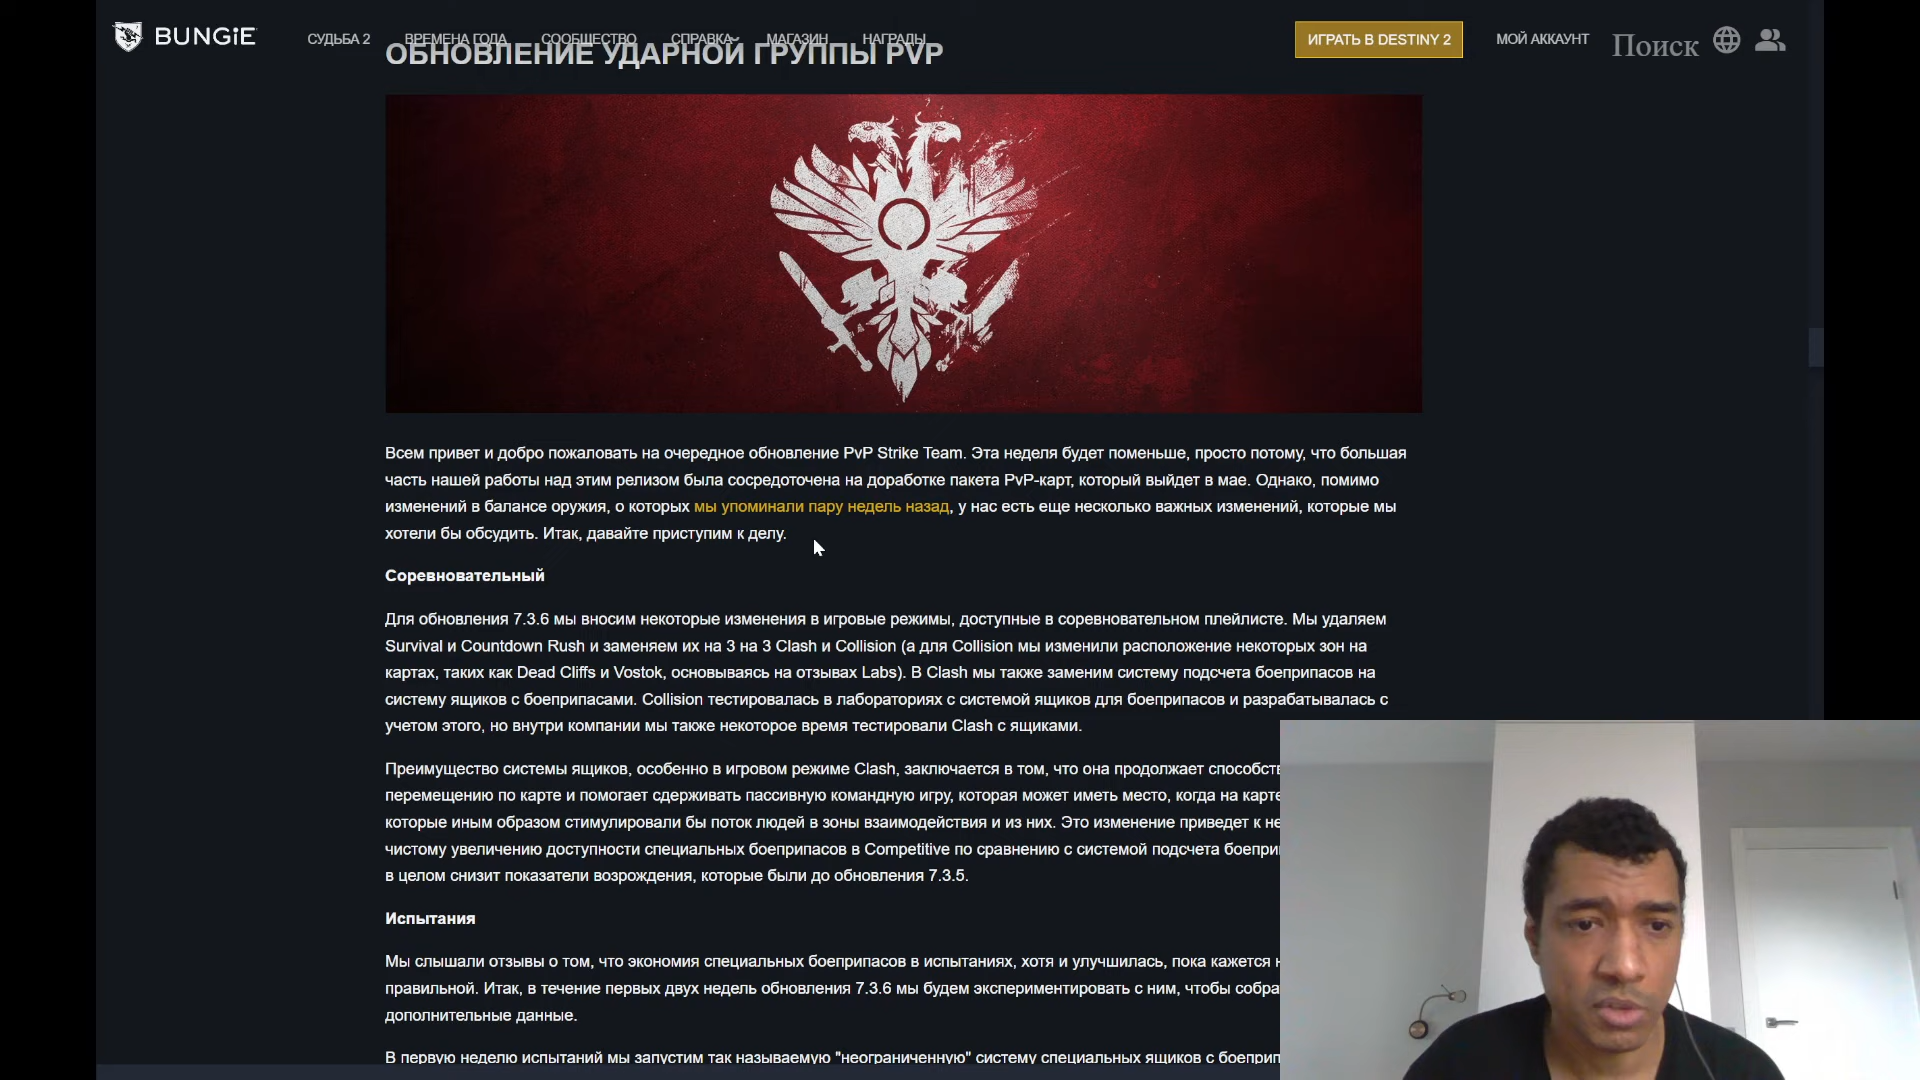 BUNGiE
СУДЬБА 2 ВРЕМЕНА ГОДА СООБЩЕСТВО СПРАВКА МАГАЗИН НАГРАДЫ ИГРАТЬ В DESTINY 2 МОЙ АККАУНТ Поиск
ОБНОВЛЕНИЕ УДАРНОЙ ГРУППЫ PVP
Всем привет и добро пожаловать на очередное обновление PvP Strike Team. Эта неделя будет поменьше, просто потому, что большая
часть нашей работы над этим релизом была сосредоточена на доработке пакета PvP-карт, который выйдет в мае. Однако, помимо
изменений в балансе оружия, о которых мы упоминали пару недель назад, у нас есть еще несколько важных изменений, которые мы
хотели бы обсудить. Итак, давайте приступим к делу.
Соревновательный
Для обновления 7.3.6 мы вносим некоторые изменения в игровые режимы, доступные в соревновательном плейлисте. Мы удаляем
Survival и Countdown Rush и заменяем их на 3 на 3 Clash и Collision (а для Collision мы изменили расположение некоторых зон на
картах, таких как Dead Cliffs и Vostok, основываясь на отзывах Labs). В Clash мы также заменим систему подсчета боеприпасов на
систему ящиков с боеприпасами. Collision тестировалась в лабораториях с системой ящиков для боеприпасов и разрабатывалась с
учетом этого, но внутри компании мы также некоторое время тестировали Clash с ящиками.
Преимущество системы ящиков, особенно в игровом режиме Clash, заключается в том, что она продолжает способств
перемещению по карте и помогает сдерживать пассивную командную игру, которая может иметь место, когда на карте
которые иным образом стимулировали бы поток людей в зоны взаимодействия и из них. Это изменение приведет к не
чистому увеличению доступности специальных боеприпасов в Competitive по сравнению с системой подсчета боепри
в целом снизит показатели возрождения, которые были до обновления 7.3.5.
Испытания
Мы слышали отзывы о том, что экономия специальных боеприпасов в испытаниях, хотя и улучшилась, пока кажется
правильной. Итак, в течение первых двух недель обновления 7.3.6 мы будем экспериментировать с ним, чтобы собра
дополнительные данные.
В первую неделю испытаний мы запустим так называемую "неограниченную" систему специальных ящиков с боеприп